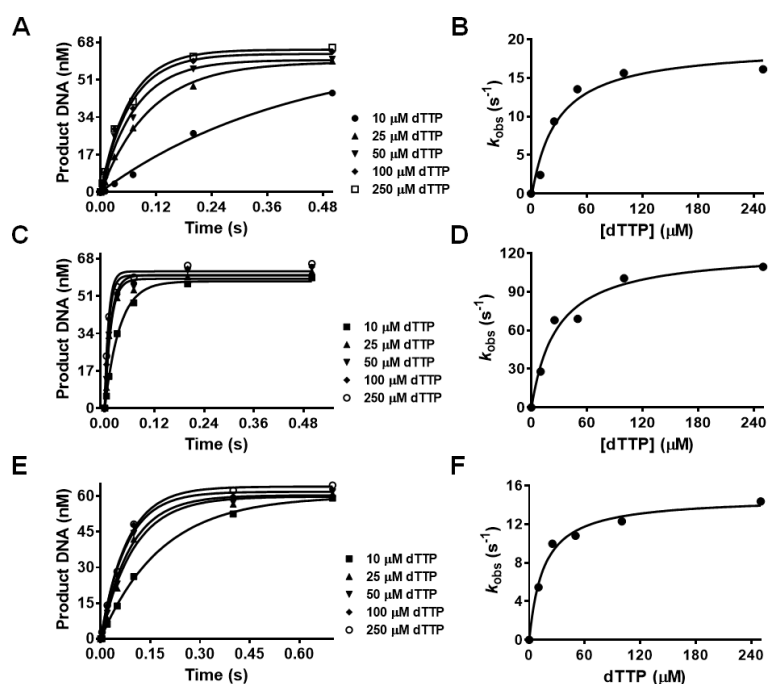 A
Product DNA (nM)
68
51
34
17
0
0.00
0.12
0.24
0.36
0.48
Time (s)
10 μM dTTP
25 μM dTTP
50 μM dTTP
100 μM dTTP
250 μM dTTP
B
kobs (s-1)
20
15
10
5
0
0
60
120
180
240
[dTTP] (μM)
C
Product DNA (nM)
68
51
34
17
0
0.00
0.12
0.24
0.36
0.48
Time (s)
10 μM dTTP
25 μM dTTP
50 μM dTTP
100 μM dTTP
250 μM dTTP
D
kobs (s-1)
120
90
60
30
0
0
60
120
180
240
[dTTP] (μM)
E
Product DNA (nM)
60
45
30
15
0
0.00
0.15
0.30
0.45
0.60
Time (s)
10 μM dTTP
25 μM dTTP
50 μM dTTP
100 μM dTTP
250 μM dTTP
F
kobs (s-1)
16
12
8
4
0
0
60
120
180
240
dTTP (μM)